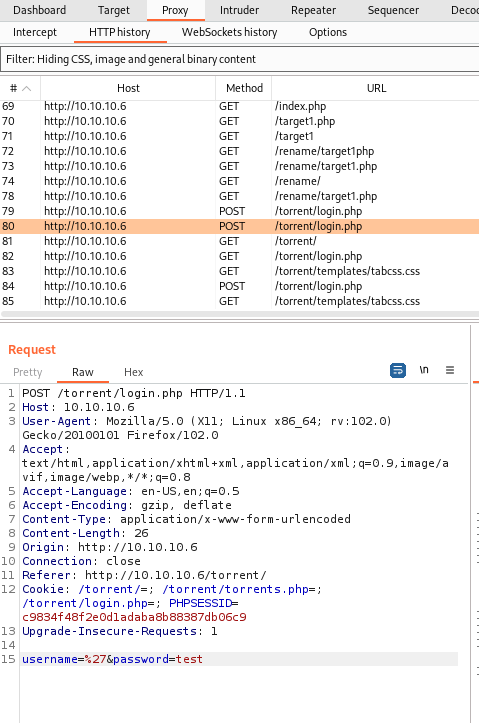 Dashboard Target Proxy Intruder Repeater Sequencer Deco
Intercept HTTP history WebSockets history Options
Filter: Hiding CSS, image and general binary content
# Host Method URL
69 http://10.10.10.6 GET /index.php
70 http://10.10.10.6 GET /target1.php
71 http://10.10.10.6 GET /target1
72 http://10.10.10.6 GET /rename/target1php
73 http://10.10.10.6 GET /rename/target1.php
74 http://10.10.10.6 GET /rename/
78 http://10.10.10.6 GET /rename/target1.php
79 http://10.10.10.6 POST /torrent/login.php
80 http://10.10.10.6 POST /torrent/login.php
81 http://10.10.10.6 GET /torrent/
82 http://10.10.10.6 GET /torrent/login.php
83 http://10.10.10.6 GET /torrent/templates/tabcss.css
84 http://10.10.10.6 POST /torrent/login.php
85 http://10.10.10.6 GET /torrent/templates/tabcss.css
Request
Pretty Raw Hex \n
1 POST /torrent/login.php HTTP/1.1
2 Host: 10.10.10.6
3 User-Agent: Mozilla/5.0 (X11; Linux x86_64; rv:102.0)
Gecko/20100101 Firefox/102.0
4 Accept:
text/html,application/xhtml+xml,application/xml;q=0.9,image/a
vif,image/webp,*/*;q=0.8
5 Accept-Language: en-US,en;q=0.5
6 Accept-Encoding: gzip, deflate
7 Content-Type: application/x-www-form-urlencoded
8 Content-Length: 26
9 Origin: http://10.10.10.6
10 Connection: close
11 Referer: http://10.10.10.6/torrent/
12 Cookie: /torrent/=; /torrent/torrents.php=;
/torrent/login.php=; PHPSESSID=
c9834f48f2e0d1adaba8b88387db06c9
13 Upgrade-Insecure-Requests: 1
14
15 username=%27&password=test